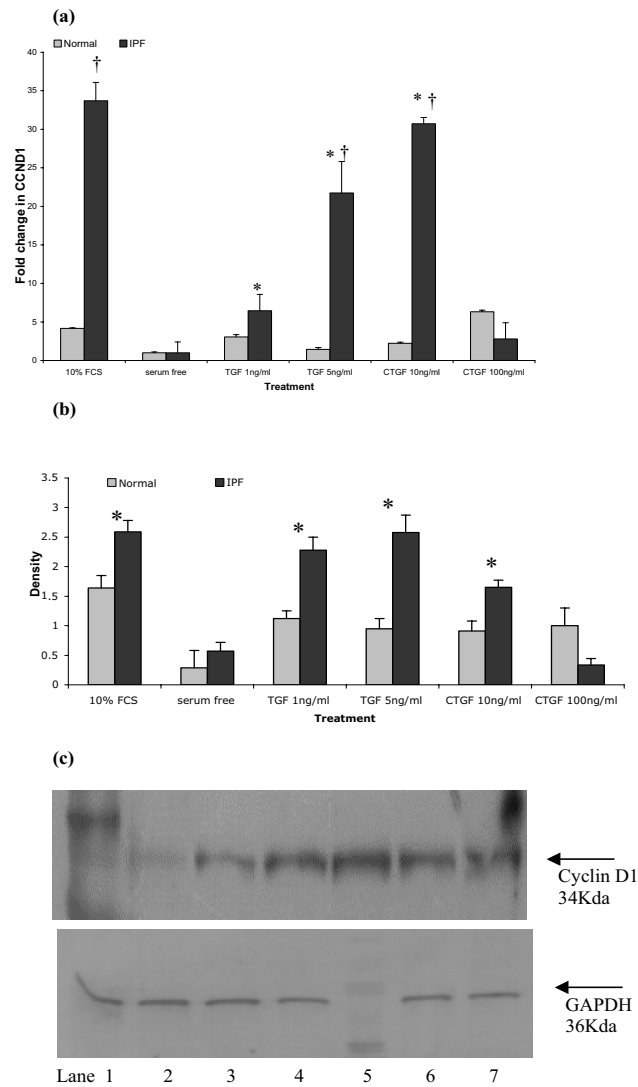 (a)
Normal IPF
Fold change in CCND1
40
35
30
25
20
15
10
5
0
†
*
* †
* †
10% FCS serum free TGF 1ng/ml TGF 5ng/ml CTGF 10ng/ml CTGF 100ng/ml
Treatment
(b)
Normal IPF
Density
3.5
3
2.5
2
1.5
1
0.5
0
* * * *
10% FCS serum free TGF 1ng/ml TGF 5ng/ml CTGF 10ng/ml CTGF 100ng/ml
Treatment
(c)
Cyclin D1
34Kda
GAPDH
36Kda
Lane 1 2 3 4 5 6 7